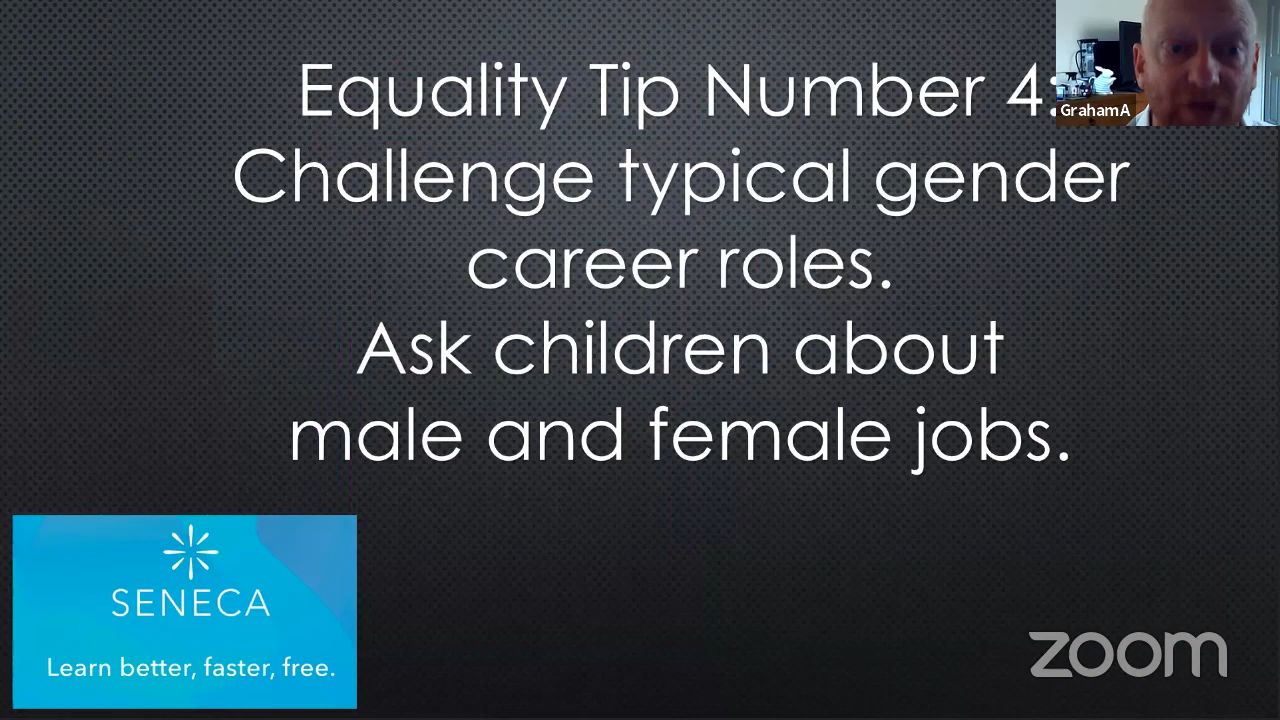 Equality Tip Number 4:
GrahamA
Challenge typical gender
career roles.
Ask children about
male and female jobs.
SENECA
Learn better, faster, free.
zoom